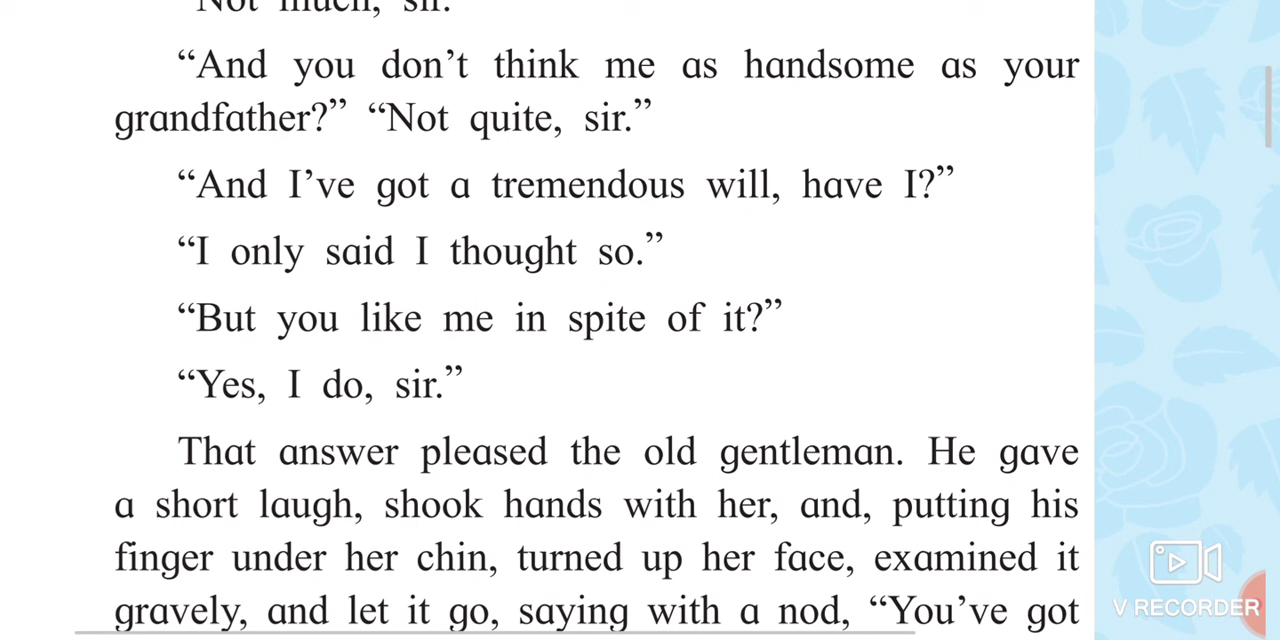 "Not much, sir."
"And you don't think me as handsome as your
grandfather?" "Not quite, sir."
"And I've got a tremendous will, have I?"
"I only said I thought so."
"But you like me in spite of it?"
"Yes, I do, sir."
That answer pleased the old gentleman. He gave
a short laugh, shook hands with her, and, putting his
finger under her chin, turned up her face, examined it
gravely, and let it go, saying with a nod, "You've got
V RECORDER